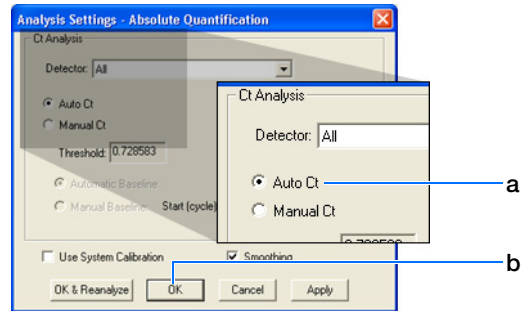 Analysis Settings - Absolute Quantification
Ct Analysis
Detector: All
Auto Ct
Manual Ct
Threshold: 0.728583
Automatic Baseline
Manual Baseline: Start (cycle)
Use System Calibration
Smoothing
OK & Reanalyze
OK
Cancel
Apply
Ct Analysis
Detector: All
Auto Ct
Manual Ct
a
b